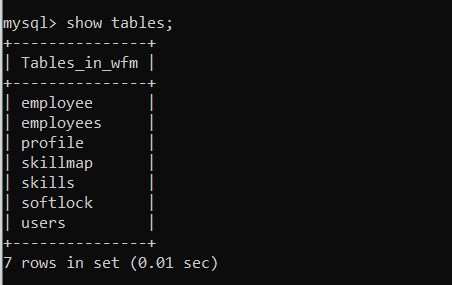 mysql> show tables;
+---------------+
| Tables_in_wfm |
+---------------+
| employee      |
| employees     |
| profile       |
| skillmap      |
| skills        |
| softlock      |
| users         |
+---------------+
7 rows in set (0.01 sec)